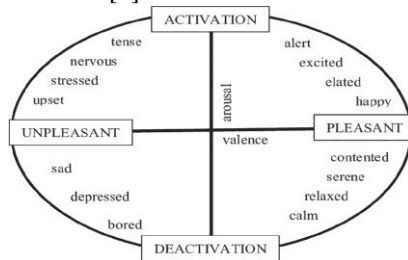 ACTIVATION
tense
alert
nervous
excited
stressed
elated
upset
happy
arousal
UNPLEASANT
PLEASANT
valence
contented
sad
serene
depressed
relaxed
bored
calm
DEACTIVATION